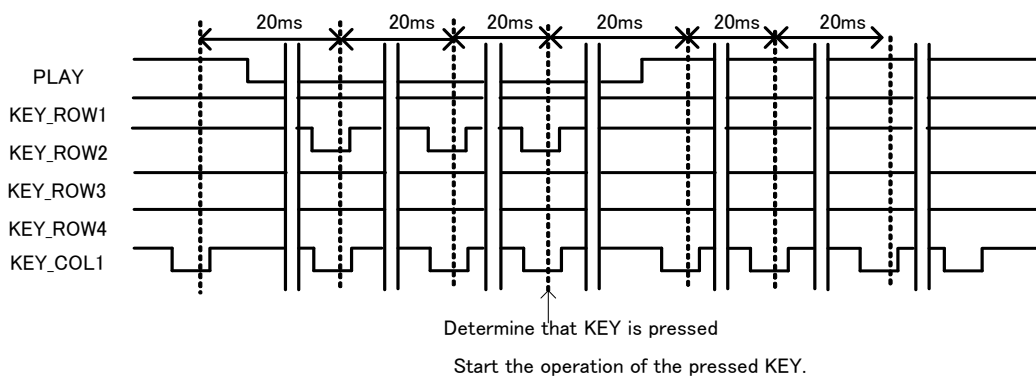 20ms 20ms 20ms 20ms 20ms 20ms
PLAY
KEY_ROW1
KEY_ROW2
KEY_ROW3
KEY_ROW4
KEY_COL1
Determine that KEY is pressed
Start the operation of the pressed KEY.